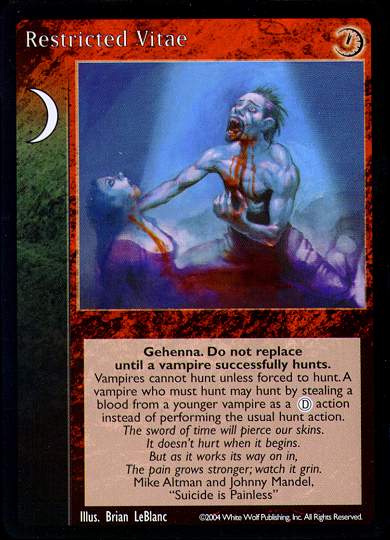 Restricted Vitae
Gehenna. Do not replace
until a vampire successfully hunts.
Vampires cannot hunt unless forced to hunt. A
vampire who must hunt may hunt by stealing a
blood from a younger vampire as a Ⓓ action
instead of performing the usual hunt action.
The sword of time will pierce our skins.
It doesn't hurt when it begins.
But as it works its way on in,
The pain grows stronger; watch it grin.
Mike Altman and Johnny Mandel,
"Suicide is Painless"
Illus. Brian LeBlanc
©2004 White Wolf Publishing, Inc. All Rights Reserved.